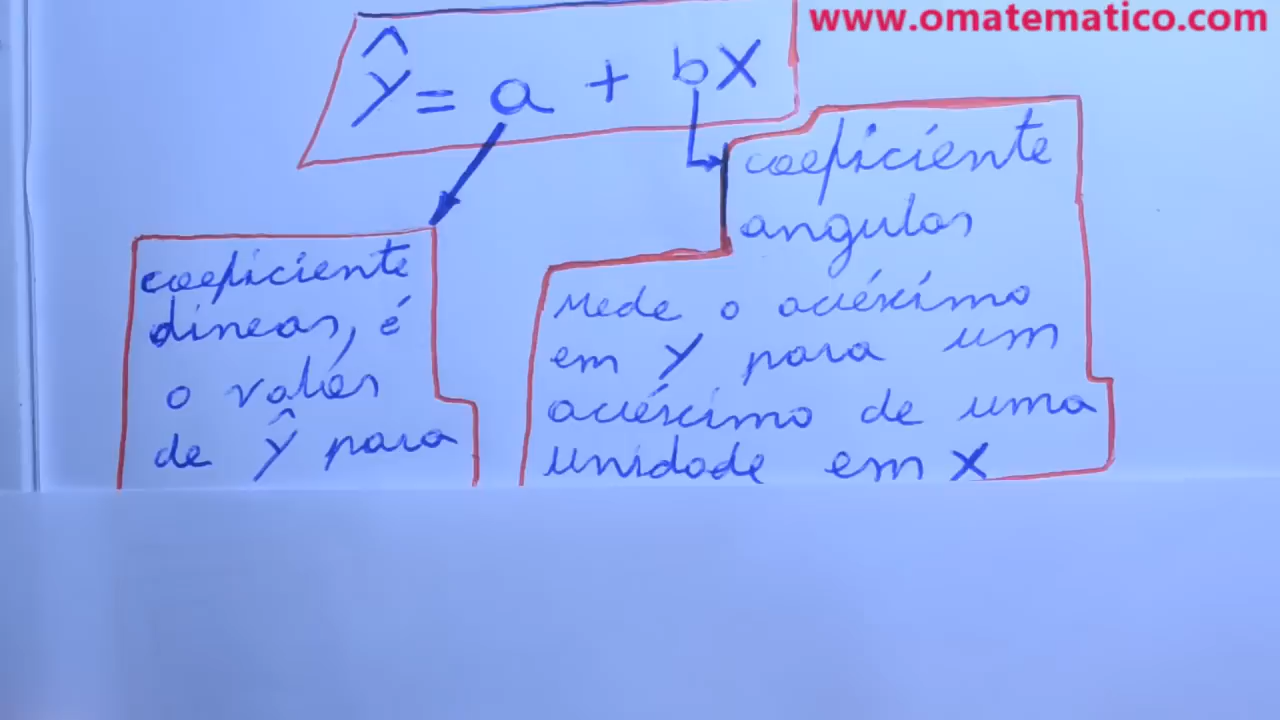 www.omatematico.com
ŷ = a + bX
coeficiente
angular
mede o acréscimo
em Y para um
acréscimo de uma
unidade em X
coeficiente
linear, é
o valor
de ŷ para